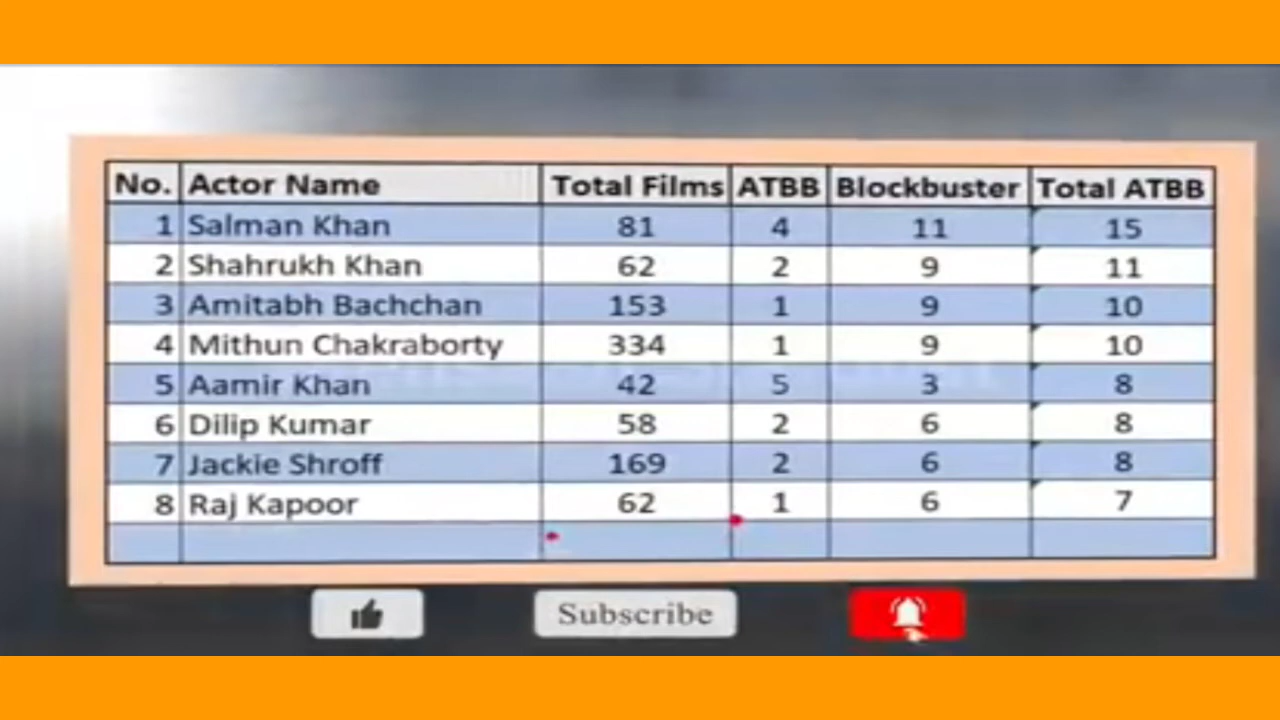 No. Actor Name Total Films ATBB Blockbuster Total ATBB
1 Salman Khan 81 4 11 15
2 Shahrukh Khan 62 2 9 11
3 Amitabh Bachchan 153 1 9 10
4 Mithun Chakraborty 334 1 9 10
5 Aamir Khan 42 5 3 8
6 Dilip Kumar 58 2 6 8
7 Jackie Shroff 169 2 6 8
8 Raj Kapoor 62 1 6 7
Subscribe